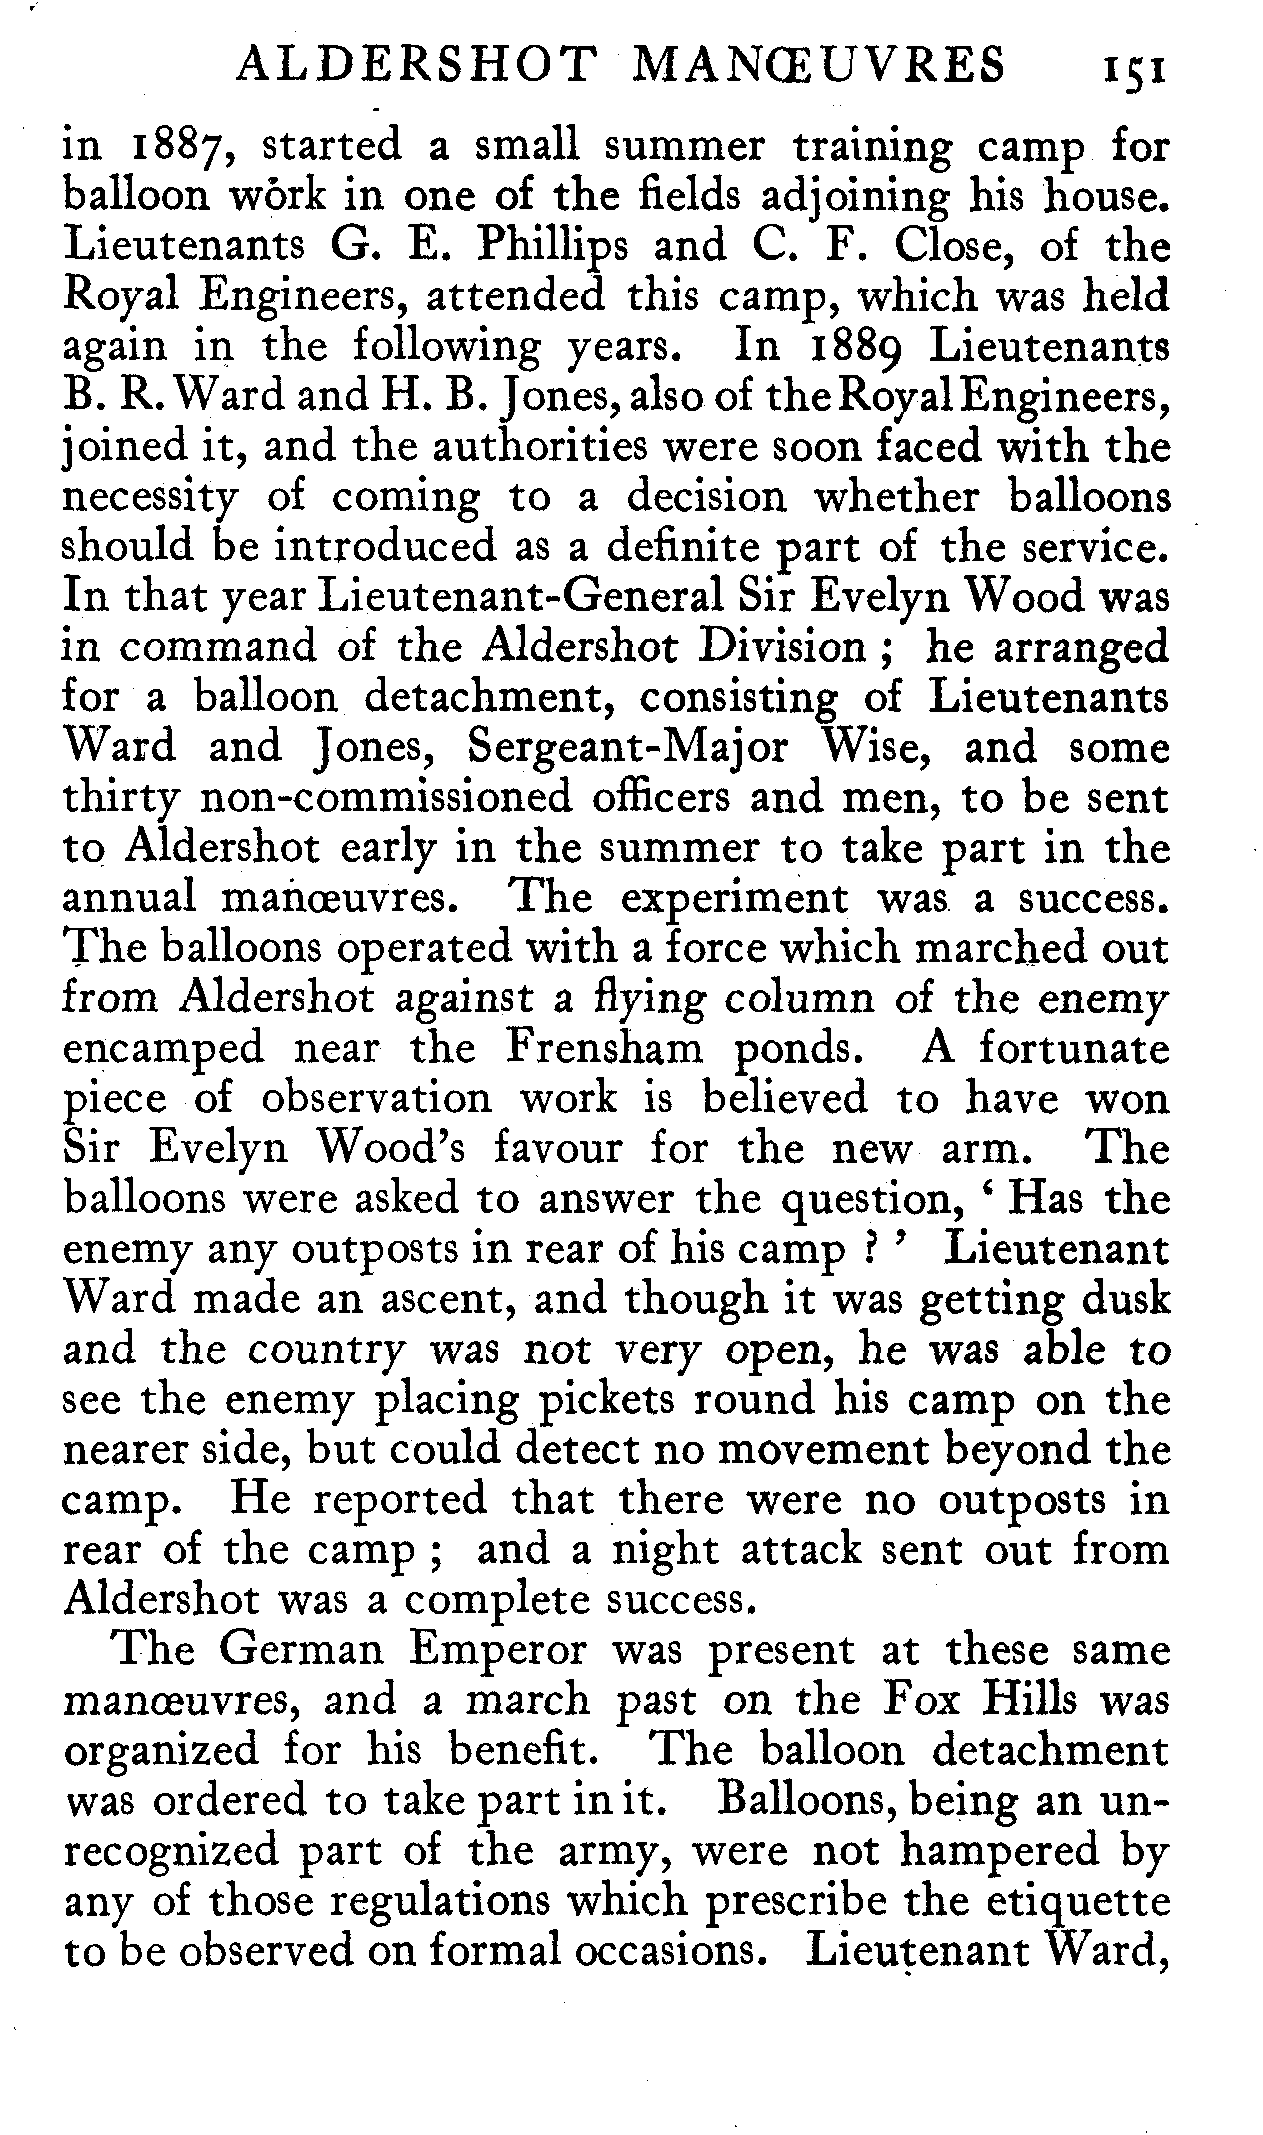 ALDERSHOT MANŒUVRES 151
in 1887, started a small summer training camp for
balloon work in one of the fields adjoining his house.
Lieutenants G. E. Phillips and C. F. Close, of the
Royal Engineers, attended this camp, which was held
again in the following years. In 1889 Lieutenants
B. R. Ward and H. B. Jones, also of the Royal Engineers,
joined it, and the authorities were soon faced with the
necessity of coming to a decision whether balloons
should be introduced as a definite part of the service.
In that year Lieutenant-General Sir Evelyn Wood was
in command of the Aldershot Division ; he arranged
for a balloon detachment, consisting of Lieutenants
Ward and Jones, Sergeant-Major Wise, and some
thirty non-commissioned officers and men, to be sent
to Aldershot early in the summer to take part in the
annual manœuvres. The experiment was a success.
The balloons operated with a force which marched out
from Aldershot against a flying column of the enemy
encamped near the Frensham ponds. A fortunate
piece of observation work is believed to have won
Sir Evelyn Wood's favour for the new arm. The
balloons were asked to answer the question, ‘ Has the
enemy any outposts in rear of his camp ? ’ Lieutenant
Ward made an ascent, and though it was getting dusk
and the country was not very open, he was able to
see the enemy placing pickets round his camp on the
nearer side, but could detect no movement beyond the
camp. He reported that there were no outposts in
rear of the camp ; and a night attack sent out from
Aldershot was a complete success.
The German Emperor was present at these same
manœuvres, and a march past on the Fox Hills was
organized for his benefit. The balloon detachment
was ordered to take part in it. Balloons, being an un-
recognized part of the army, were not hampered by
any of those regulations which prescribe the etiquette
to be observed on formal occasions. Lieutenant Ward,